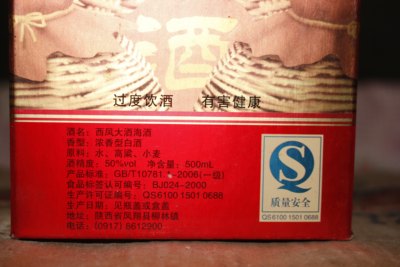 酒
过度饮酒 有害健康
酒名：西凤大酒海酒
香型：浓香型白酒
原料：水、高粱、小麦
酒精度：50%vol 净含量：500mL
产品标准：GB/T10781.1-2006(一级)
食品标签认可编号：BJ024-2000
生产许可证编号：QS6100 1501 0688
生产日期：见瓶盖或盒盖
地址：陕西省凤翔县柳林镇
电话：(0917) 8612900
质量安全
QS6100 1501 0688